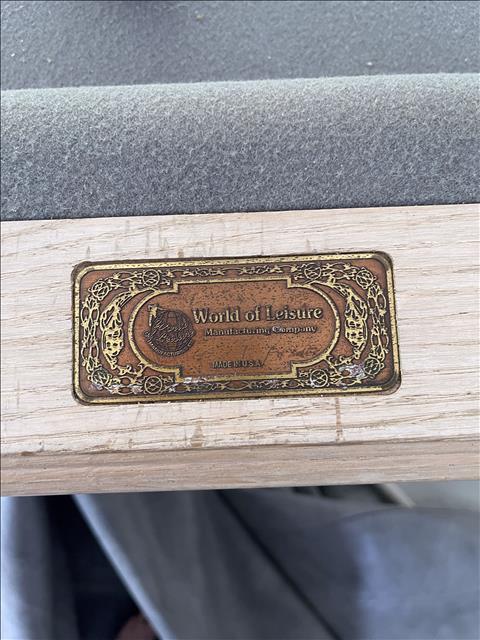 World of Leisure
Manufacturing Company
MADE IN U.S.A.